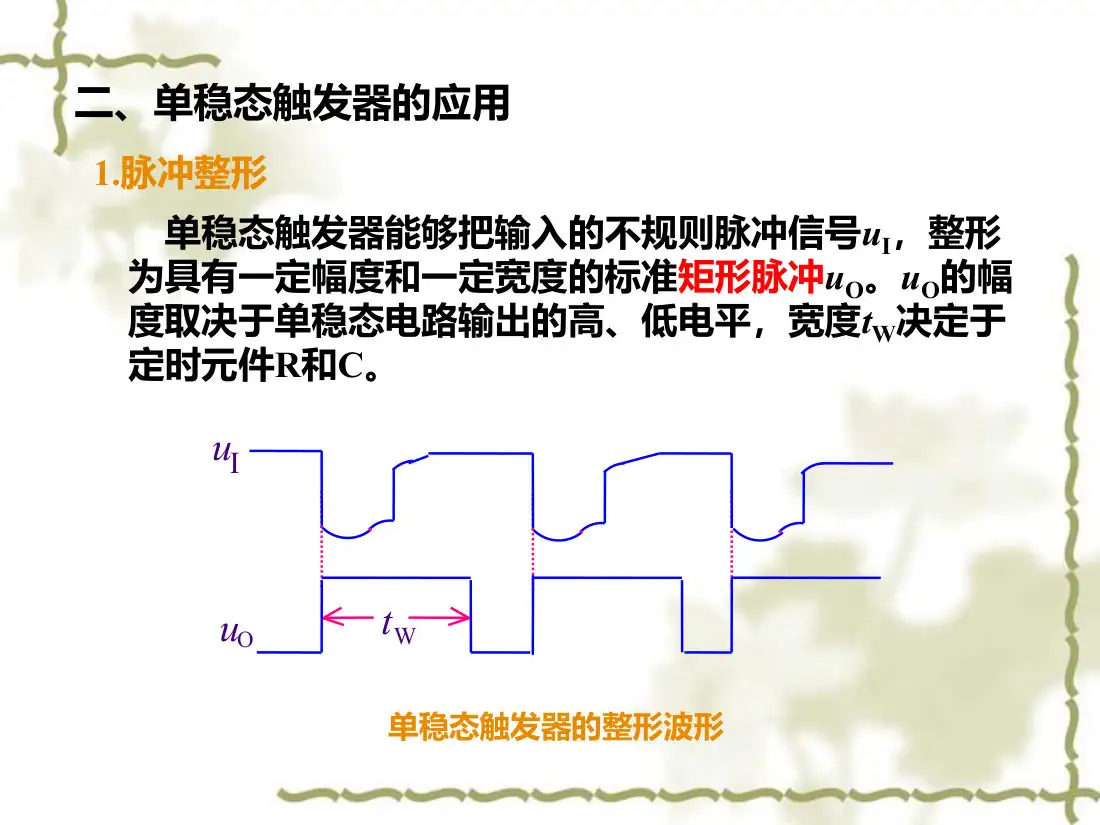 二、单稳态触发器的应用
1.脉冲整形
单稳态触发器能够把输入的不规则脉冲信号uI，整形
为具有一定幅度和一定宽度的标准矩形脉冲uO。uO的幅
度取决于单稳态电路输出的高、低电平，宽度tW决定于
定时元件R和C。
uI
uO
tW
单稳态触发器的整形波形